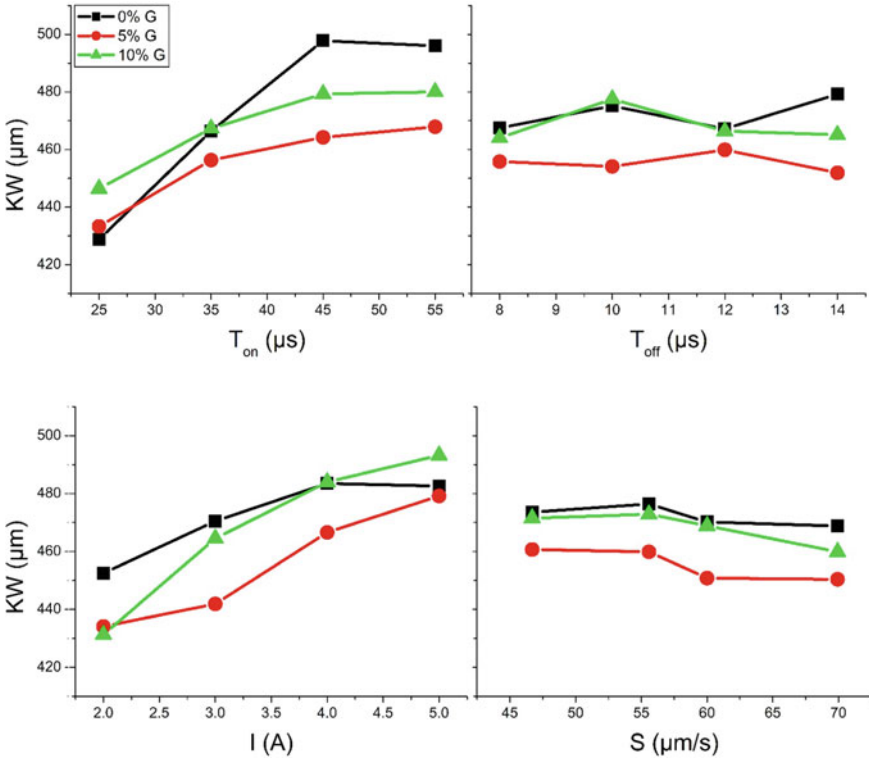 0% G
5% G
10% G
KW (µm)
500
480
460
440
420
25 30 35 40 45 50 55
8 9 10 11 12 13 14
T_on (µs)
T_off (µs)
KW (µm)
500
480
460
440
420
2.0 2.5 3.0 3.5 4.0 4.5 5.0
45 50 55 60 65 70
I (A)
S (µm/s)